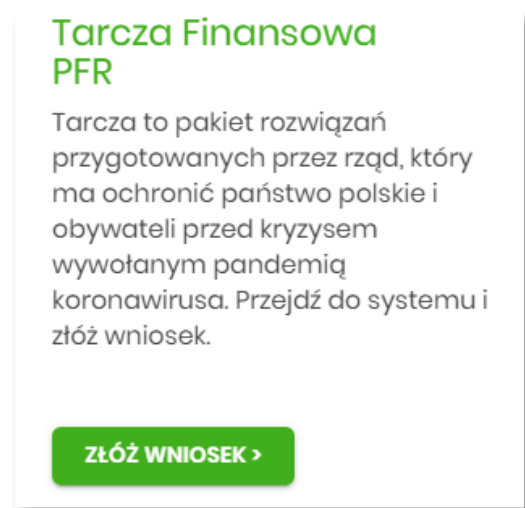 Tarcza Finansowa
PFR
Tarcza to pakiet rozwiązań
przygotowanych przez rząd, który
ma ochronić państwo polskie i
obywateli przed kryzysem
wywołanym pandemią
koronawirusa. Przejdź do systemu i
złóż wniosek.
ZŁÓŻ WNIOSEK >